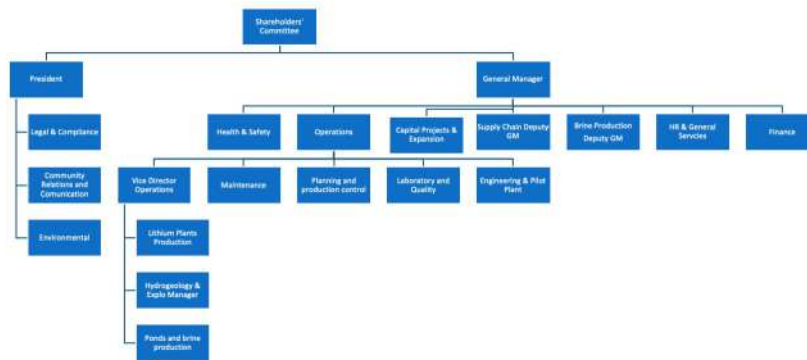 Shareholders'
Committee
President
General Manager
Legal & Compliance
Health & Safety
Operations
Capital Projects &
Expansion
Supply Chain Deputy
GM
Brine Production
Deputy GM
HR & General
Servcies
Finance
Community
Relations and
Comunication
Vice Director
Operations
Maintenance
Planning and
production control
Laboratory and
Quality
Engineering & Pilot
Plant
Environmental
Lithium Plants
Production
Hydrogeology &
Explo Manager
Ponds and brine
production